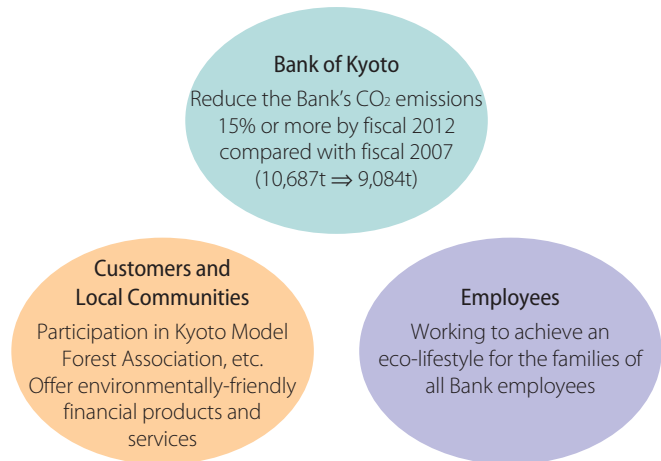 Bank of Kyoto
Reduce the Bank's CO₂ emissions
15% or more by fiscal 2012
compared with fiscal 2007
(10,687t ⇒ 9,084t)
Customers and
Local Communities
Participation in Kyoto Model
Forest Association, etc.
Offer environmentally-friendly
financial products and
services
Employees
Working to achieve an
eco-lifestyle for the families of
all Bank employees